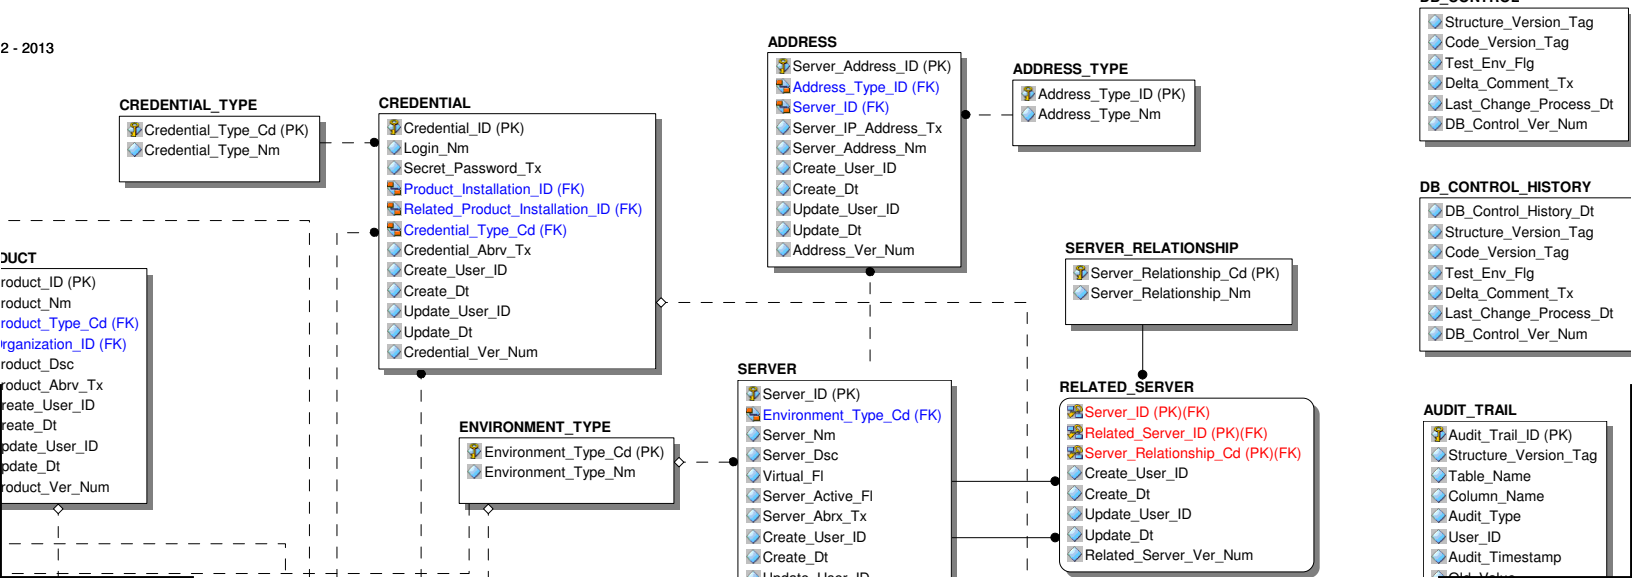 2 - 2013
CREDENTIAL_TYPE
Credential_Type_Cd (PK)
Credential_Type_Nm
CREDENTIAL
Credential_ID (PK)
Login_Nm
Secret_Password_Tx
Product_Installation_ID (FK)
Related_Product_Installation_ID (FK)
Credential_Type_Cd (FK)
Credential_Abrv_Tx
Create_User_ID
Create_Dt
Update_User_ID
Update_Dt
Credential_Ver_Num
DUCT
roduct_ID (PK)
roduct_Nm
roduct_Type_Cd (FK)
rganization_ID (FK)
roduct_Dsc
roduct_Abrv_Tx
reate_User_ID
reate_Dt
pdate_User_ID
pdate_Dt
roduct_Ver_Num
ENVIRONMENT_TYPE
Environment_Type_Cd (PK)
Environment_Type_Nm
ADDRESS
Server_Address_ID (PK)
Address_Type_ID (FK)
Server_ID (FK)
Server_IP_Address_Tx
Server_Address_Nm
Create_User_ID
Create_Dt
Update_User_ID
Update_Dt
Address_Ver_Num
ADDRESS_TYPE
Address_Type_ID (PK)
Address_Type_Nm
SERVER
Server_ID (PK)
Environment_Type_Cd (FK)
Server_Nm
Server_Dsc
Virtual_Fl
Server_Active_Fl
Server_Abrx_Tx
Create_User_ID
Create_Dt
Update_User_ID
SERVER_RELATIONSHIP
Server_Relationship_Cd (PK)
Server_Relationship_Nm
RELATED_SERVER
Server_ID (PK)(FK)
Related_Server_ID (PK)(FK)
Server_Relationship_Cd (PK)(FK)
Create_User_ID
Create_Dt
Update_User_ID
Update_Dt
Related_Server_Ver_Num
DB_CONTROL
Structure_Version_Tag
Code_Version_Tag
Test_Env_Flg
Delta_Comment_Tx
Last_Change_Process_Dt
DB_Control_Ver_Num
DB_CONTROL_HISTORY
DB_Control_History_Dt
Structure_Version_Tag
Code_Version_Tag
Test_Env_Flg
Delta_Comment_Tx
Last_Change_Process_Dt
DB_Control_Ver_Num
AUDIT_TRAIL
Audit_Trail_ID (PK)
Structure_Version_Tag
Table_Name
Column_Name
Audit_Type
User_ID
Audit_Timestamp
Old_Value